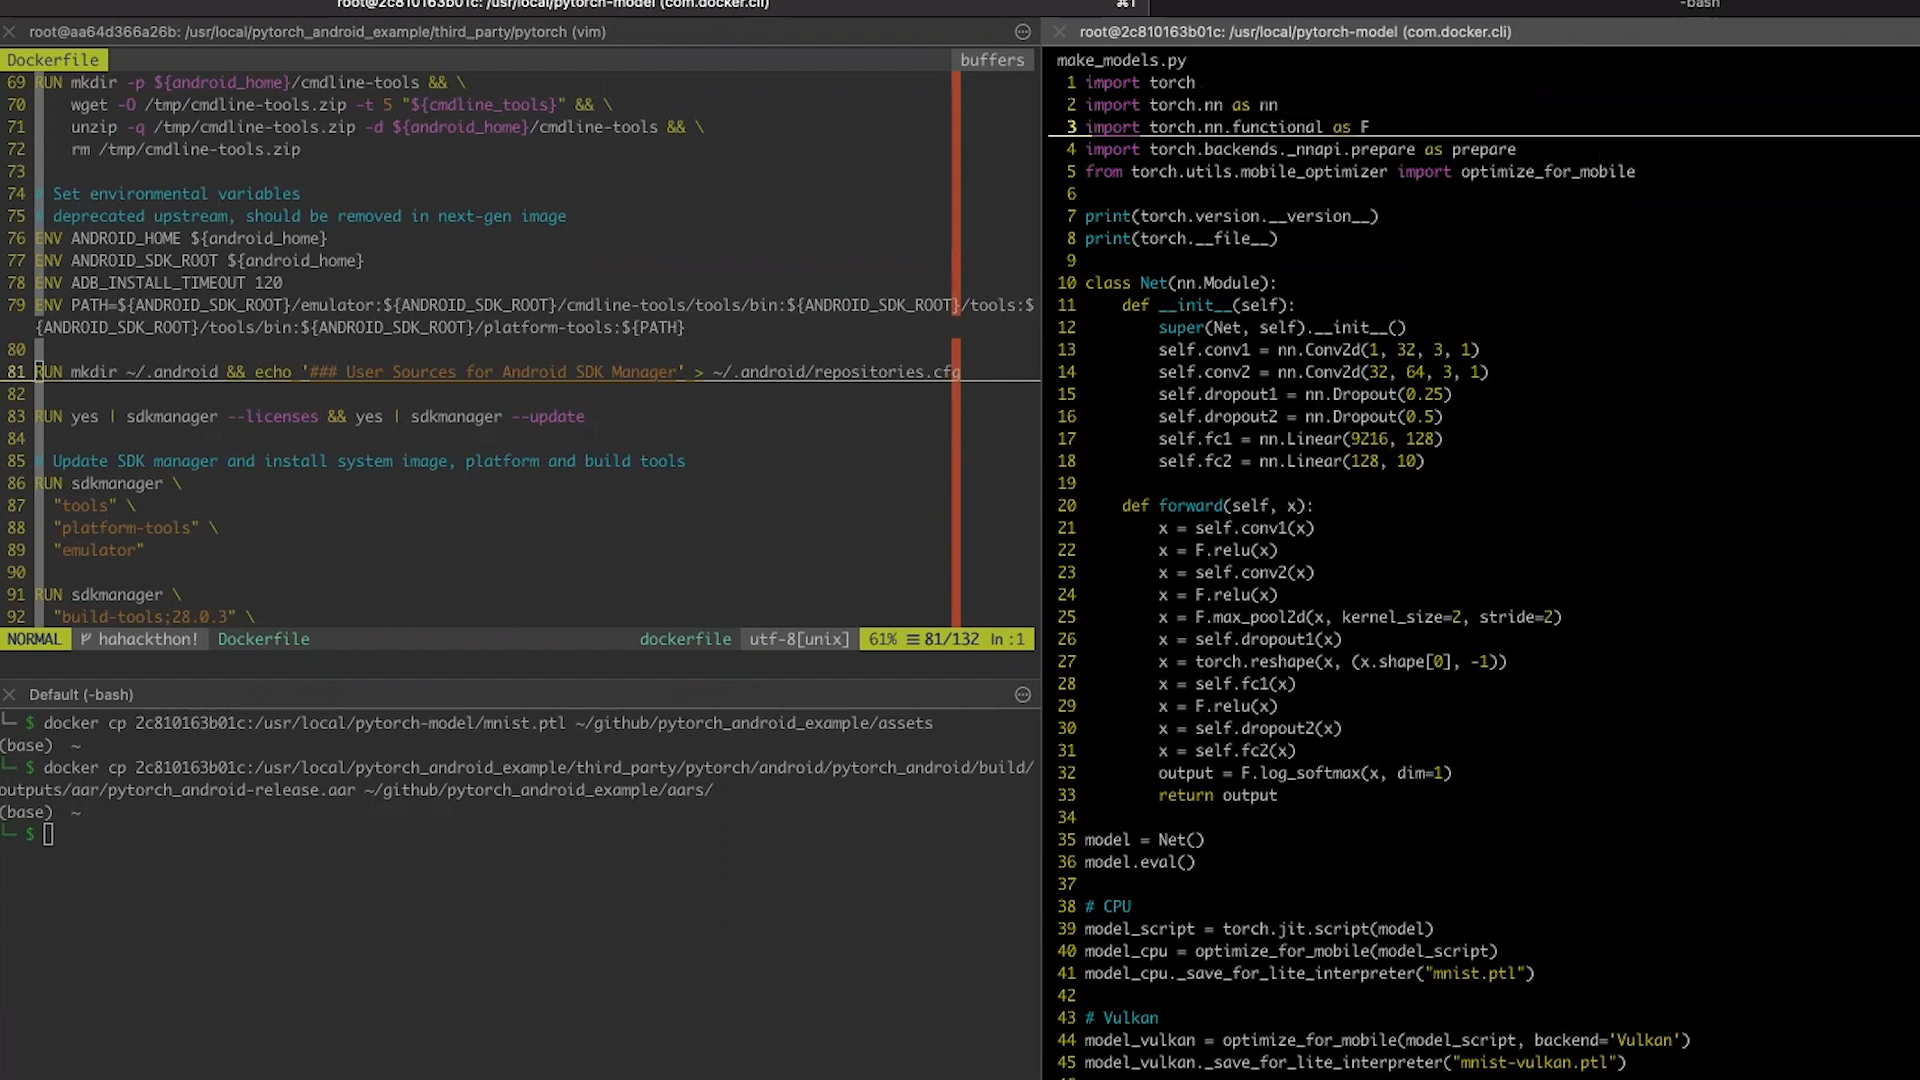 root@2c810163b01c: /usr/local/pytorch-model (com.docker.cli)
⌘1
-bash
root@aa64d366a26b: /usr/local/pytorch_android_example/third_party/pytorch (vim)
Dockerfile
buffers
69 RUN mkdir -p ${android_home}/cmdline-tools && \
70     wget -O /tmp/cmdline-tools.zip -t 5 "${cmdline_tools}" && \
71     unzip -q /tmp/cmdline-tools.zip -d ${android_home}/cmdline-tools && \
72     rm /tmp/cmdline-tools.zip
73
74 # Set environmental variables
75 # deprecated upstream, should be removed in next-gen image
76 ENV ANDROID_HOME ${android_home}
77 ENV ANDROID_SDK_ROOT ${android_home}
78 ENV ADB_INSTALL_TIMEOUT 120
79 ENV PATH=${ANDROID_SDK_ROOT}/emulator:${ANDROID_SDK_ROOT}/cmdline-tools/tools/bin:${ANDROID_SDK_ROOT}/tools:$
{ANDROID_SDK_ROOT}/tools/bin:${ANDROID_SDK_ROOT}/platform-tools:${PATH}
80
81 RUN mkdir ~/.android && echo '### User Sources for Android SDK Manager' > ~/.android/repositories.cfg
82
83 RUN yes | sdkmanager --licenses && yes | sdkmanager --update
84
85 # Update SDK manager and install system image, platform and build tools
86 RUN sdkmanager \
87   "tools" \
88   "platform-tools" \
89   "emulator"
90
91 RUN sdkmanager \
92   "build-tools;28.0.3" \
NORMAL hahackthon! Dockerfile dockerfile utf-8[unix] 61% ≡ 81/132 ln :1
Default (-bash)
$ docker cp 2c810163b01c:/usr/local/pytorch-model/mnist.ptl ~/github/pytorch_android_example/assets
(base) ~
$ docker cp 2c810163b01c:/usr/local/pytorch_android_example/third_party/pytorch/android/pytorch_android/build/
outputs/aar/pytorch_android-release.aar ~/github/pytorch_android_example/aars/
(base) ~
$
root@2c810163b01c: /usr/local/pytorch-model (com.docker.cli)
make_models.py
1 import torch
2 import torch.nn as nn
3 import torch.nn.functional as F
4 import torch.backends._nnapi.prepare as prepare
5 from torch.utils.mobile_optimizer import optimize_for_mobile
6
7 print(torch.version.__version__)
8 print(torch.__file__)
9
10 class Net(nn.Module):
11     def __init__(self):
12         super(Net, self).__init__()
13         self.conv1 = nn.Conv2d(1, 32, 3, 1)
14         self.conv2 = nn.Conv2d(32, 64, 3, 1)
15         self.dropout1 = nn.Dropout(0.25)
16         self.dropout2 = nn.Dropout(0.5)
17         self.fc1 = nn.Linear(9216, 128)
18         self.fc2 = nn.Linear(128, 10)
19
20     def forward(self, x):
21         x = self.conv1(x)
22         x = F.relu(x)
23         x = self.conv2(x)
24         x = F.relu(x)
25         x = F.max_pool2d(x, kernel_size=2, stride=2)
26         x = self.dropout1(x)
27         x = torch.reshape(x, (x.shape[0], -1))
28         x = self.fc1(x)
29         x = F.relu(x)
30         x = self.dropout2(x)
31         x = self.fc2(x)
32         output = F.log_softmax(x, dim=1)
33         return output
34
35 model = Net()
36 model.eval()
37
38 # CPU
39 model_script = torch.jit.script(model)
40 model_cpu = optimize_for_mobile(model_script)
41 model_cpu._save_for_lite_interpreter("mnist.ptl")
42
43 # Vulkan
44 model_vulkan = optimize_for_mobile(model_script, backend='Vulkan')
45 model_vulkan._save_for_lite_interpreter("mnist-vulkan.ptl")